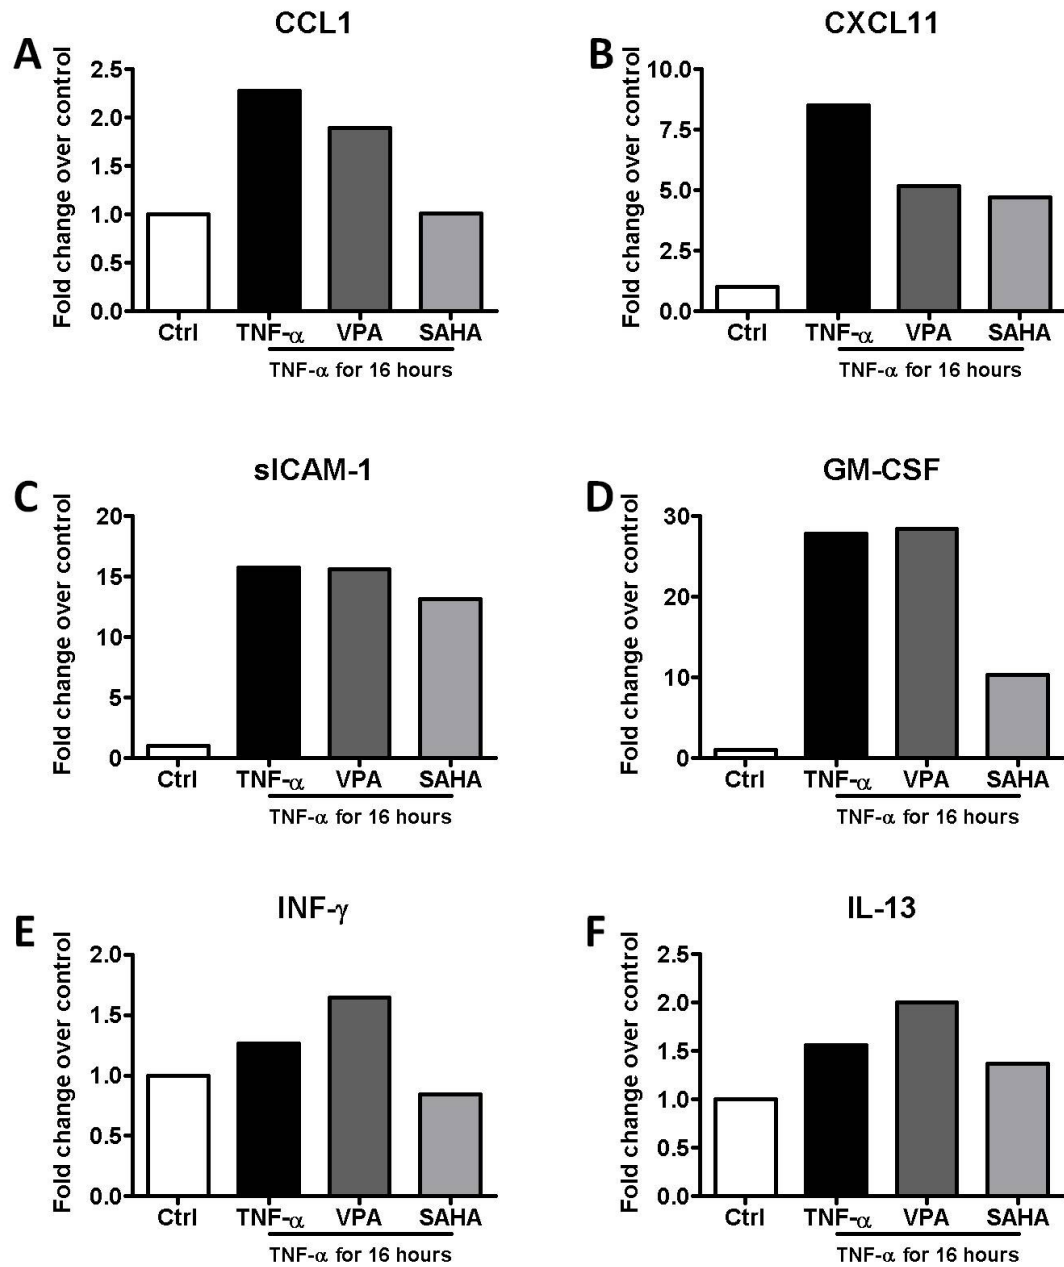 A
CCL1
Fold change over control
2.5
2.0
1.5
1.0
0.5
0.0
Ctrl TNF-α VPA SAHA
TNF-α for 16 hours
B
CXCL11
Fold change over control
10.0
7.5
5.0
2.5
0.0
Ctrl TNF-α VPA SAHA
TNF-α for 16 hours
C
sICAM-1
Fold change over control
20
15
10
5
0
Ctrl TNF-α VPA SAHA
TNF-α for 16 hours
D
GM-CSF
Fold change over control
30
20
10
0
Ctrl TNF-α VPA SAHA
TNF-α for 16 hours
E
INF-γ
Fold change over control
2.0
1.5
1.0
0.5
0.0
Ctrl TNF-α VPA SAHA
TNF-α for 16 hours
F
IL-13
Fold change over control
2.5
2.0
1.5
1.0
0.5
0.0
Ctrl TNF-α VPA SAHA
TNF-α for 16 hours